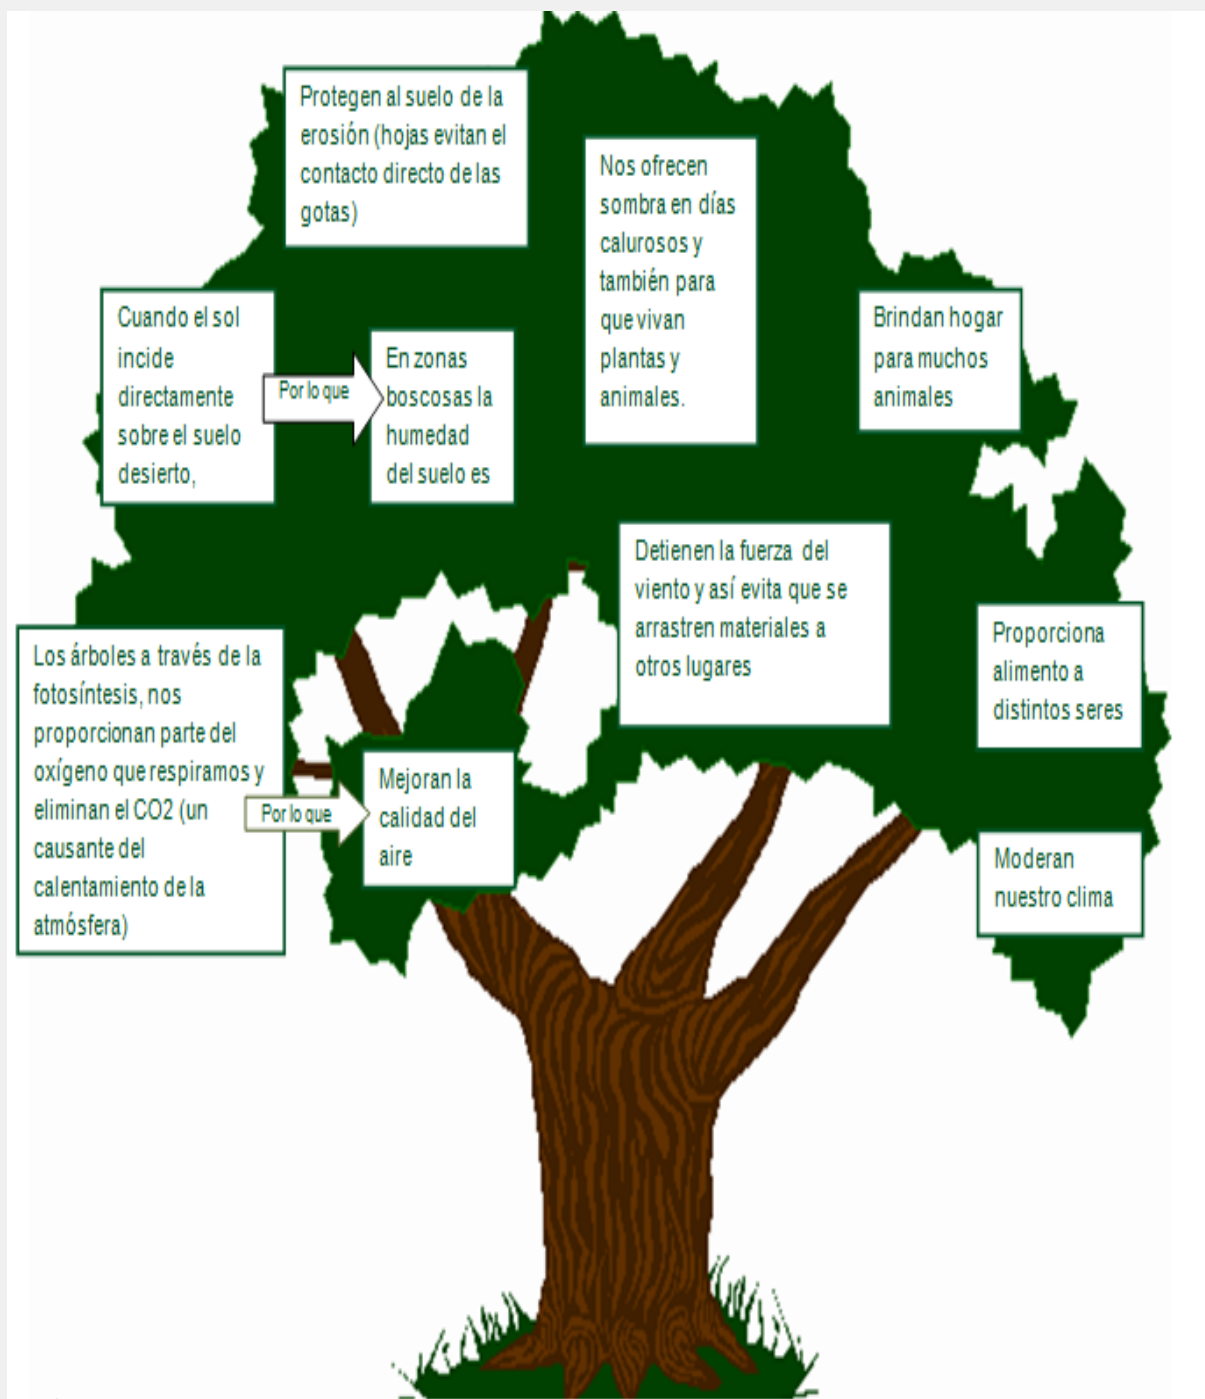 Protegen al suelo de la
erosión (hojas evitan el
contacto directo de las
gotas)
Nos ofrecen
sombra en días
calurosos y
también para
que vivan
plantas y
animales.
Cuando el sol
incide
directamente
sobre el suelo
desierto,
Por lo que
En zonas
boscosas la
humedad
del suelo es
Brindan hogar
para muchos
animales
Detienen la fuerza del
viento y así evita que se
arrastren materiales a
otros lugares
Proporciona
alimento a
distintos seres
Los árboles a través de la
fotosíntesis, nos
proporcionan parte del
oxígeno que respiramos y
eliminan el CO2 (un
causante del
calentamiento de la
atmósfera)
Por lo que
Mejoran la
calidad del
aire
Moderan
nuestro clima